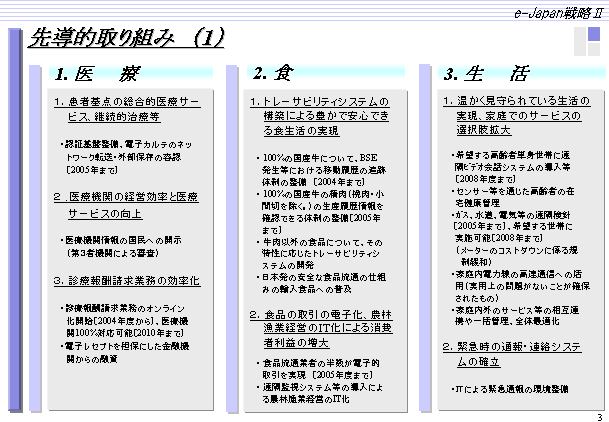 e-Japan戦略Ⅱ
先導的取り組み （1）
1. 医　療
1. 患者基点の総合的医療サー
ビス、継続的治療等
・認証基盤整備、電子カルテのネッ
トワーク転送・外部保存の容認
［2005年まで］
2 .医療機関の経営効率と医療
サービスの向上
・医療機関情報の国民への開示
（第3者機関による審査）
3. 診療報酬請求業務の効率化
・診療報酬請求業務のオンライン
化開始［2004年度から］、医療機
関100%対応可能［2010年まで］
・電子レセプトを担保にした金融機
関からの融資
2. 食
1. トレーサビリティシステムの
構築による豊かで安心でき
る食生活の実現
・100%の国産牛について、BSE
発生等における移動履歴の追跡
体制の整備 ［2004年まで］
・100%の国産牛の精肉（挽肉・小
間切を除く。）の生産履歴情報を
確認できる体制の整備［2005年
まで］
・牛肉以外の食品について、その
特性に応じたトレーサビリティシ
ステムの開発
・日本発の安全な食品流通の仕組
みの輸入食品への普及
2. 食品の取引の電子化、農林
漁業経営のIT化による消費
者利益の増大
・食品流通業者の半数が電子的
取引を実現 ［2005年度まで］
・遠隔監視システム等の導入によ
る農林漁業経営のIT化
3. 生　活
1. 温かく見守られている生活の
実現、家庭でのサービスの
選択肢拡大
・希望する高齢者単身世帯に遠
隔ビデオ会話システムの導入等
［2008年度まで］
・センサー等を通じた高齢者の在
宅健康管理
・ガス、水道、電気等の遠隔検針
［2005年まで］、希望する世帯に
実施可能［2008年まで］
（メーターのコストダウンに係る規
制緩和）
・家庭内電力線の高速通信への活
用（実用上の問題がないことが確保
されたもの）
・家庭内外のサービス等の相互連
携や一括管理、全体最適化
2. 緊急時の通報・連絡システ
ムの確立
・ITによる緊急通報の環境整備
3